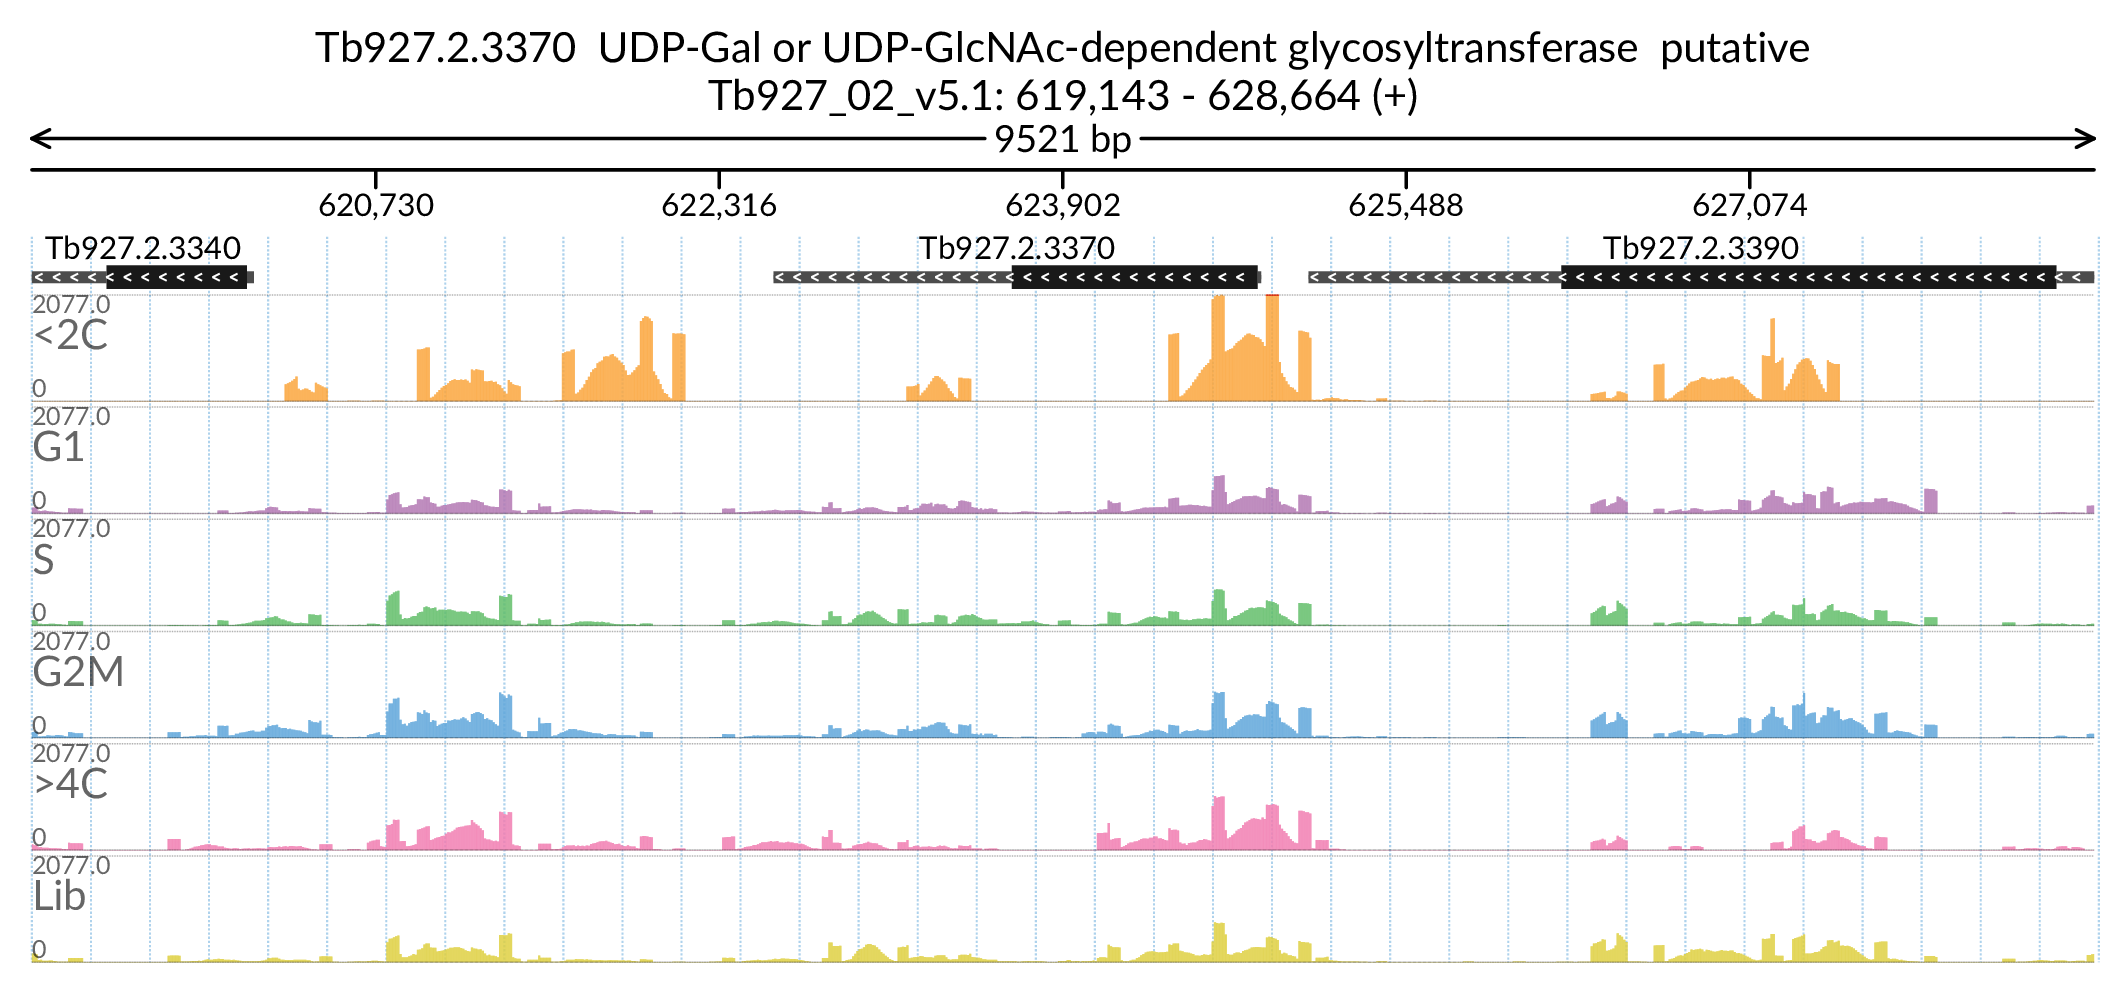 Tb927.2.3370  UDP-Gal or UDP-GlcNAc-dependent glycosyltransferase  putative
Tb927_02_v5.1: 619,143 - 628,664 (+)
9521 bp
620,730 622,316 623,902 625,488 627,074
Tb927.2.3340 Tb927.2.3370 Tb927.2.3390
2077.0
<2C
0
2077.0
G1
0
2077.0
S
0
2077.0
G2M
0
2077.0
>4C
0
2077.0
Lib
0